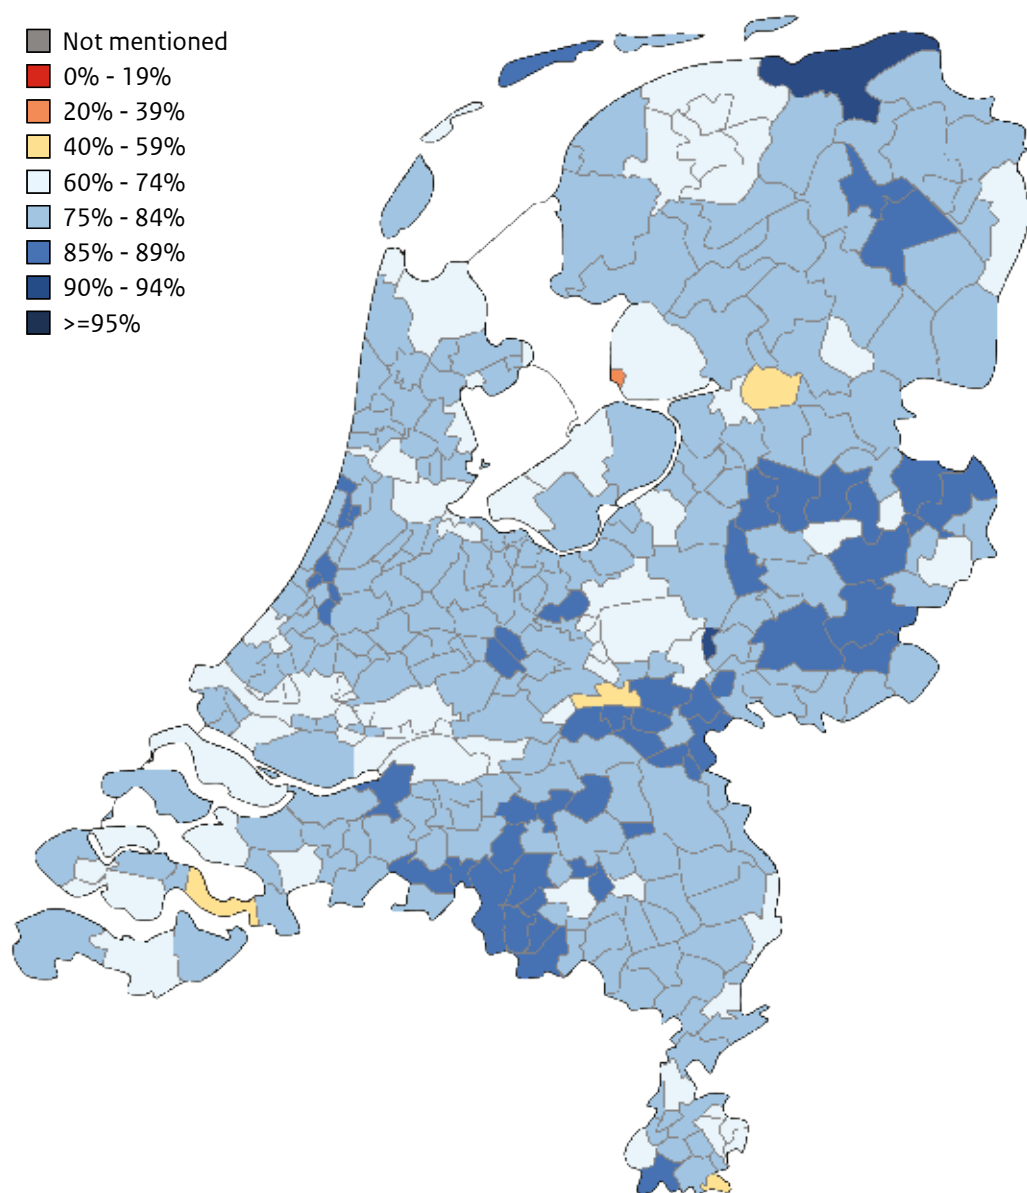 Not mentioned
0% - 19%
20% - 39%
40% - 59%
60% - 74%
75% - 84%
85% - 89%
90% - 94%
>=95%